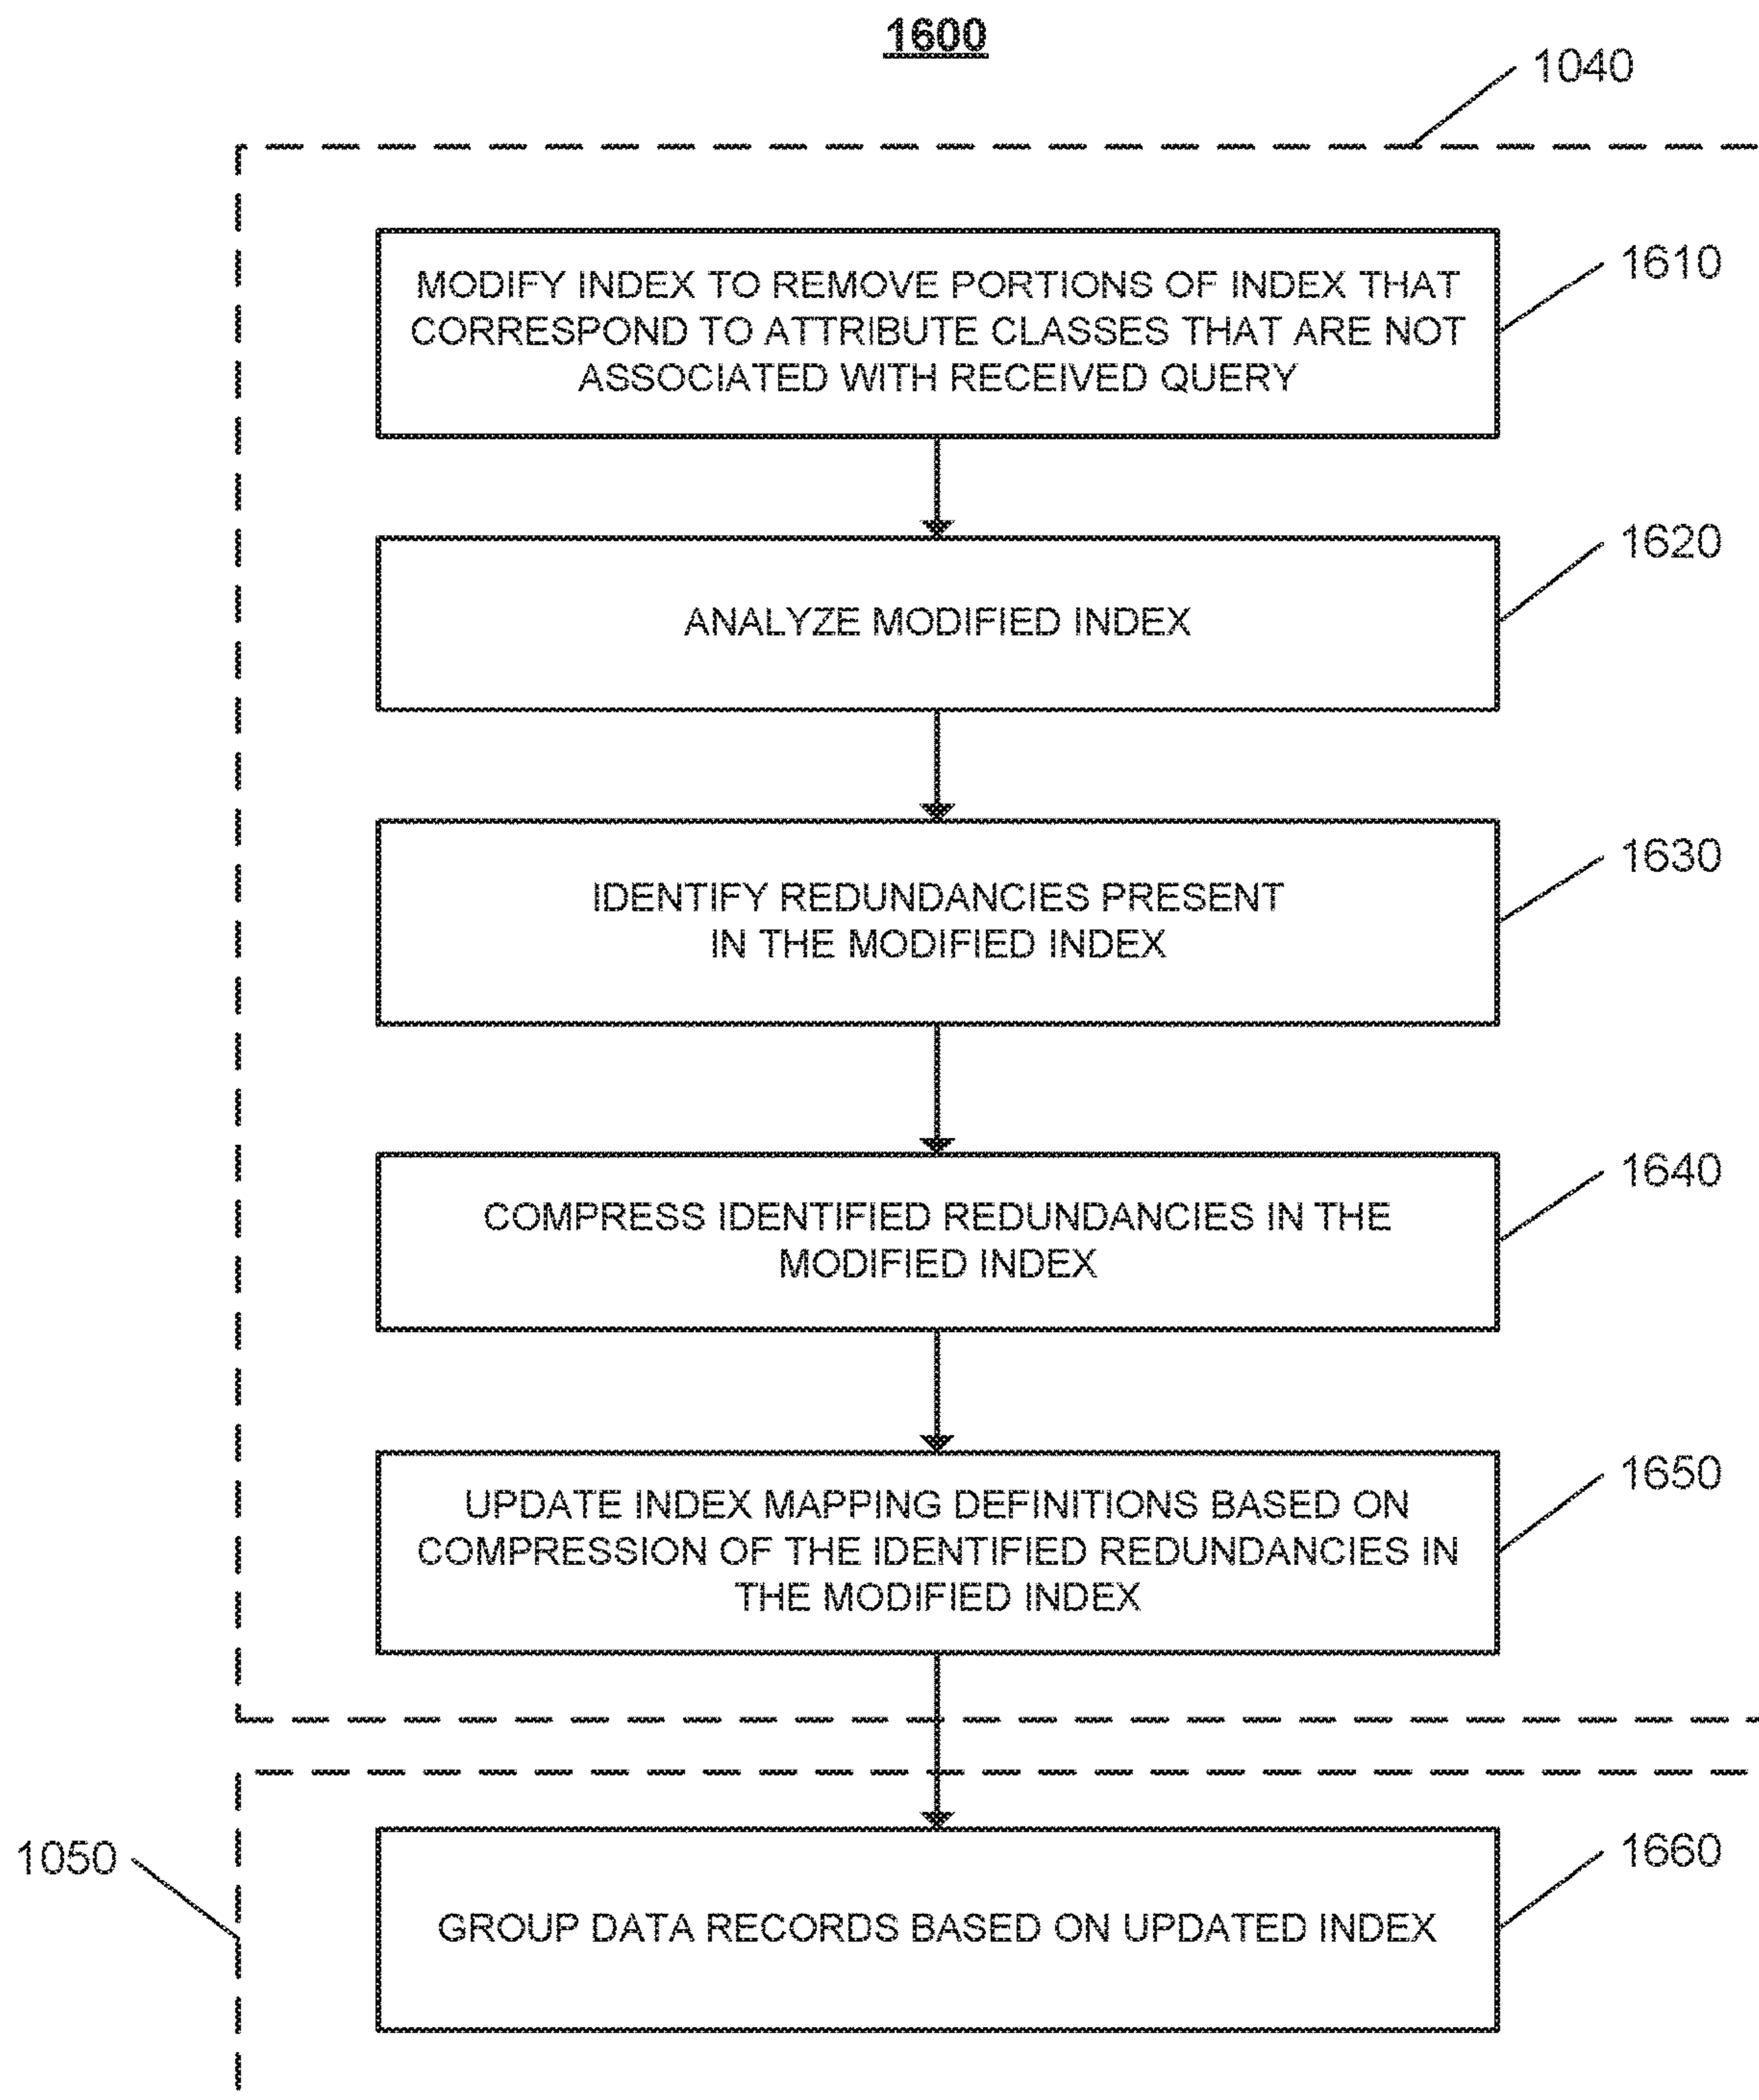 1600
1040
MODIFY INDEX TO REMOVE PORTIONS OF INDEX THAT
CORRESPOND TO ATTRIBUTE CLASSES THAT ARE NOT
ASSOCIATED WITH RECEIVED QUERY
1610
ANALYZE MODIFIED INDEX
1620
IDENTIFY REDUNDANCIES PRESENT
IN THE MODIFIED INDEX
1630
COMPRESS IDENTIFIED REDUNDANCIES IN THE
MODIFIED INDEX
1640
UPDATE INDEX MAPPING DEFINITIONS BASED ON
COMPRESSION OF THE IDENTIFIED REDUNDANCIES IN
THE MODIFIED INDEX
1650
1050
GROUP DATA RECORDS BASED ON UPDATED INDEX
1660